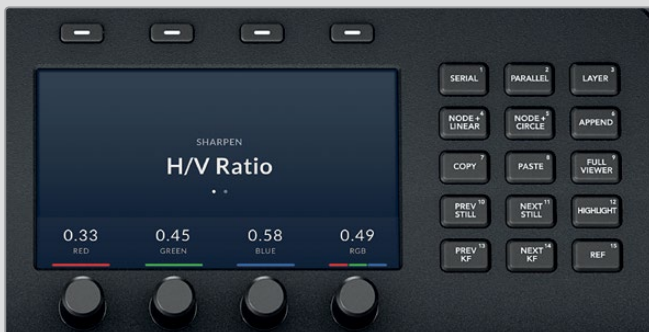 SHARPEN
H/V Ratio
0.33 0.45 0.58 0.49
RED GREEN BLUE RGB
SERIAL 1
PARALLEL 2
LAYER 3
NODE + 4
LINEAR
NODE + 5
CIRCLE
APPEND 6
COPY 7
PASTE 8
FULL 9
VIEWER
PREV 10
STILL
NEXT 11
STILL
HIGHLIGHT 12
PREV 13
KF
NEXT 14
KF
REF 15